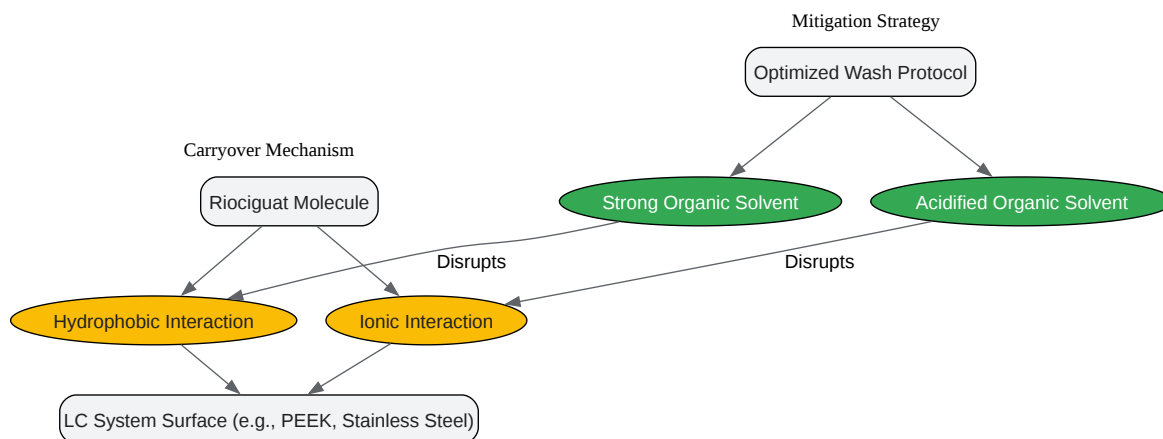 Mitigation Strategy
Optimized Wash Protocol
Carryover Mechanism
Riociguat Molecule
Strong Organic Solvent
Acidified Organic Solvent
Disrupts
Disrupts
Hydrophobic Interaction
Ionic Interaction
LC System Surface (e.g., PEEK, Stainless Steel)